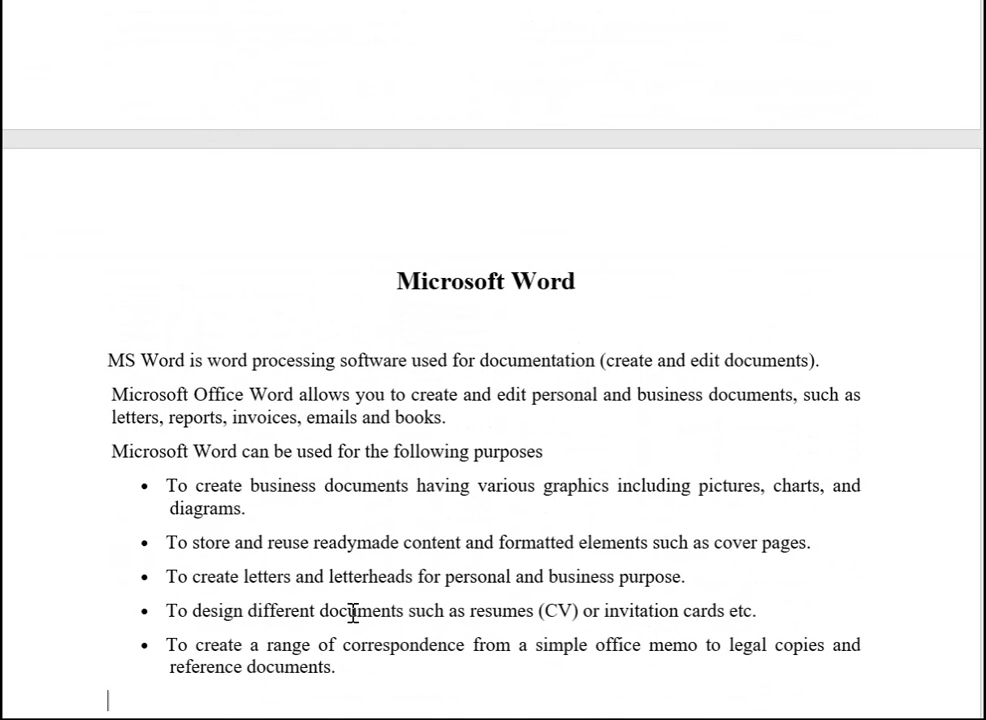 Microsoft Word
MS Word is word processing software used for documentation (create and edit documents).
Microsoft Office Word allows you to create and edit personal and business documents, such as
letters, reports, invoices, emails and books.
Microsoft Word can be used for the following purposes
• To create business documents having various graphics including pictures, charts, and
diagrams.
• To store and reuse readymade content and formatted elements such as cover pages.
• To create letters and letterheads for personal and business purpose.
• To design different documents such as resumes (CV) or invitation cards etc.
• To create a range of correspondence from a simple office memo to legal copies and
reference documents.